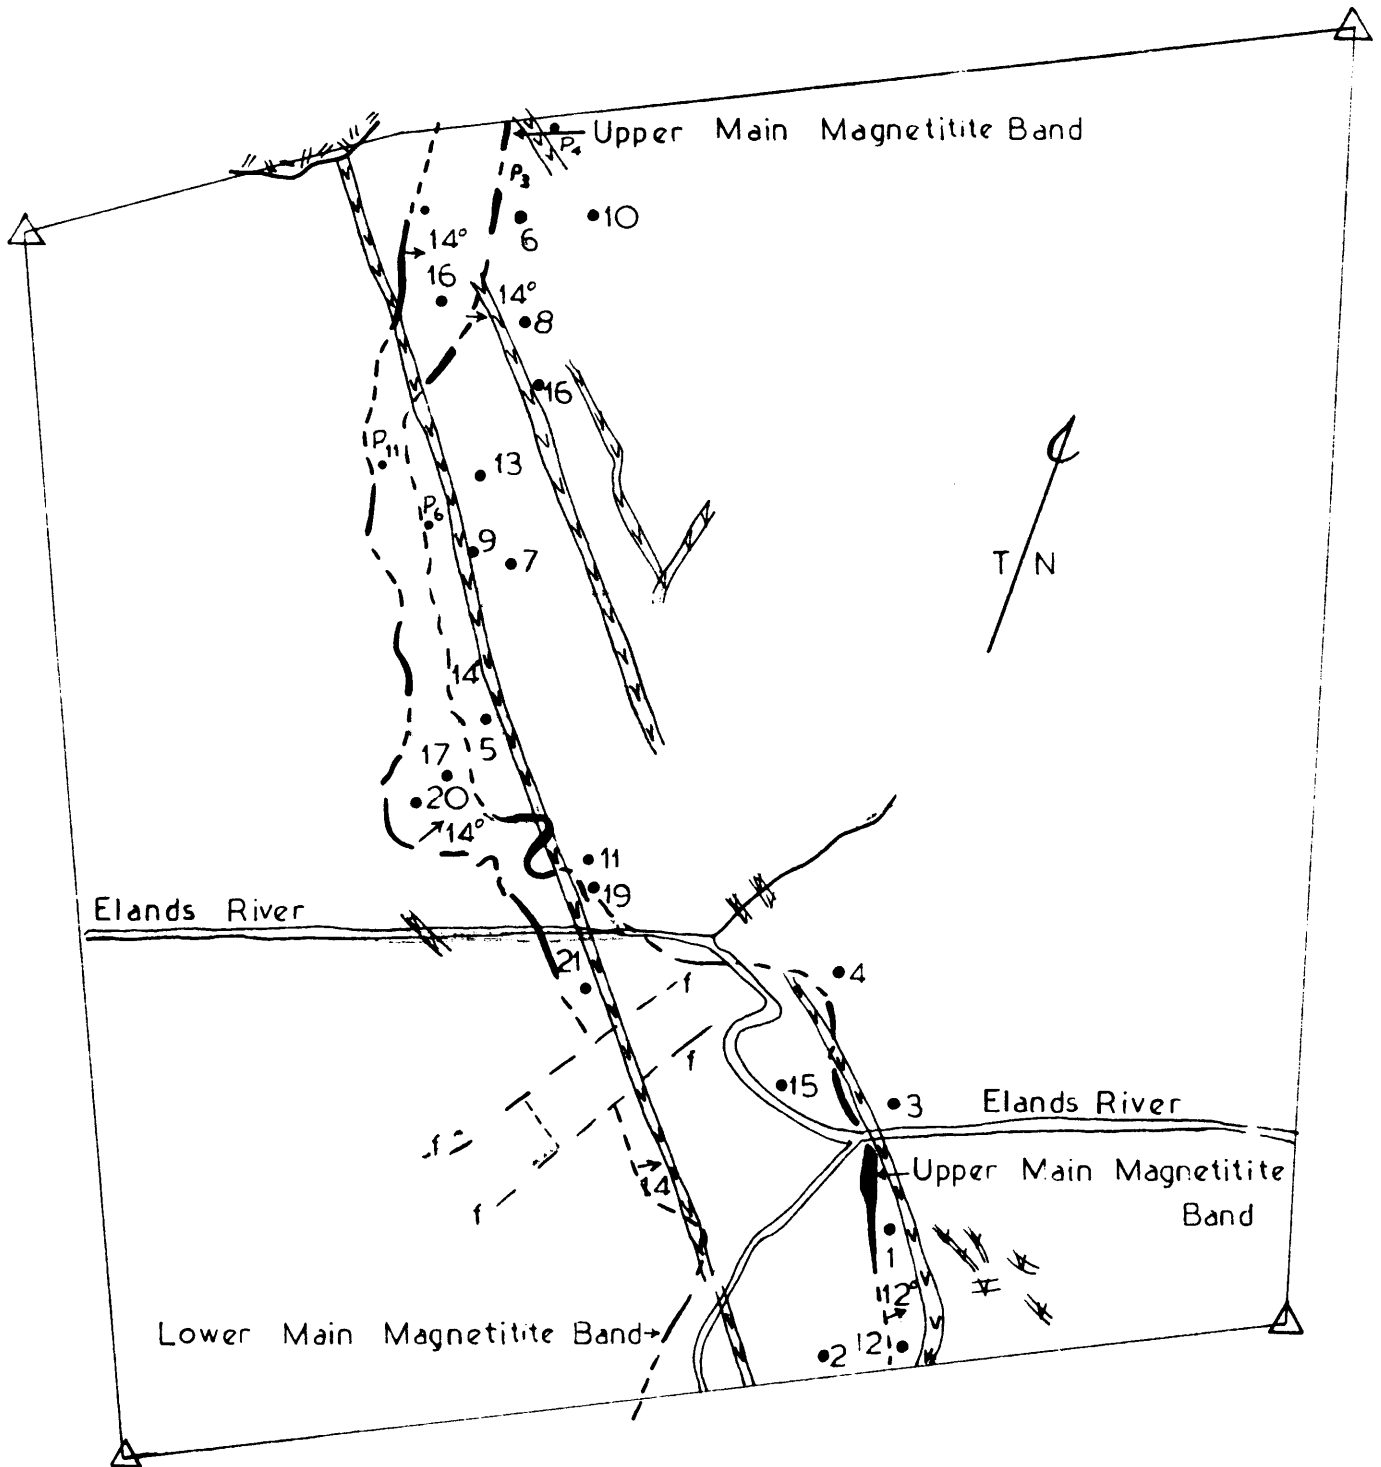 Upper Main Magnetitite Band
P4
P3
6
10
14°
16
14°
8
16
P11
13
P6
9
7
T N
14
5
17
20
14°
11
19
Elands River
21
4
f
f
15
3
Elands River
f
14
Upper Main Magnetitite
Band
f
1
12°
Lower Main Magnetitite Band
2
12